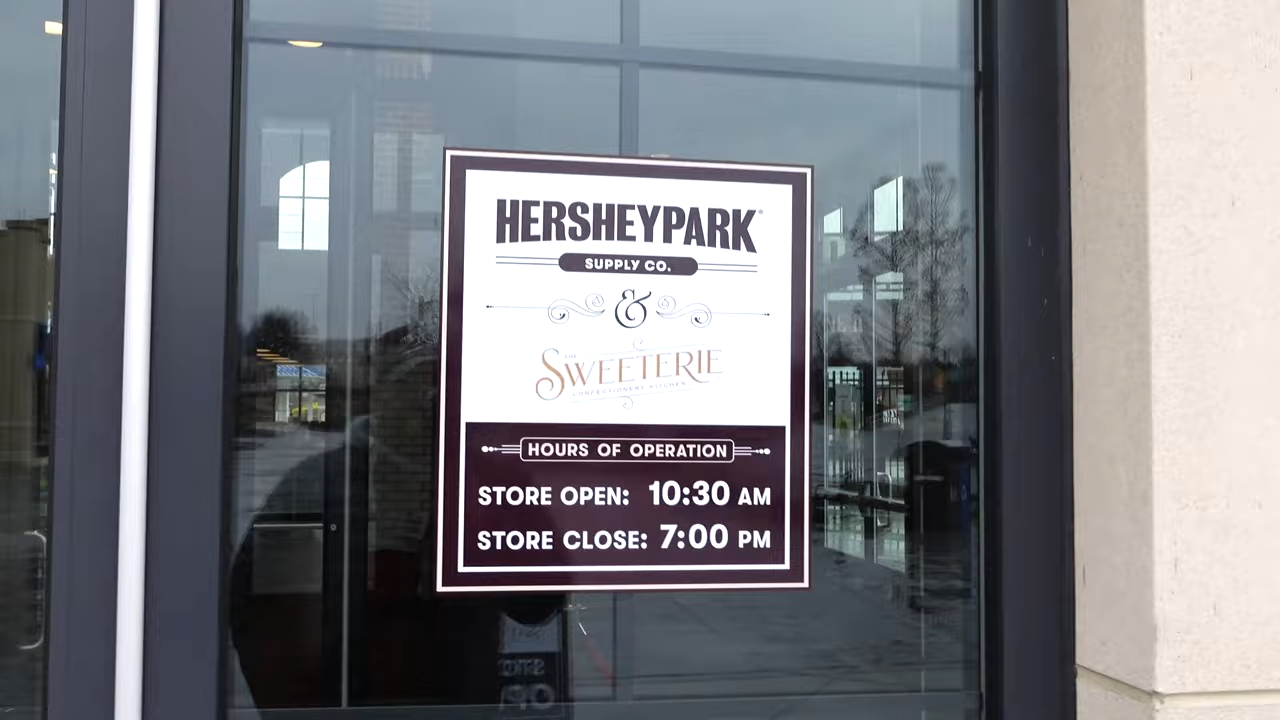 HERSHEYPARK®
SUPPLY CO.
&
THE
SWEETERIE
CONFECTIONERY KITCHEN
HOURS OF OPERATION
STORE OPEN: 10:30 AM
STORE CLOSE: 7:00 PM